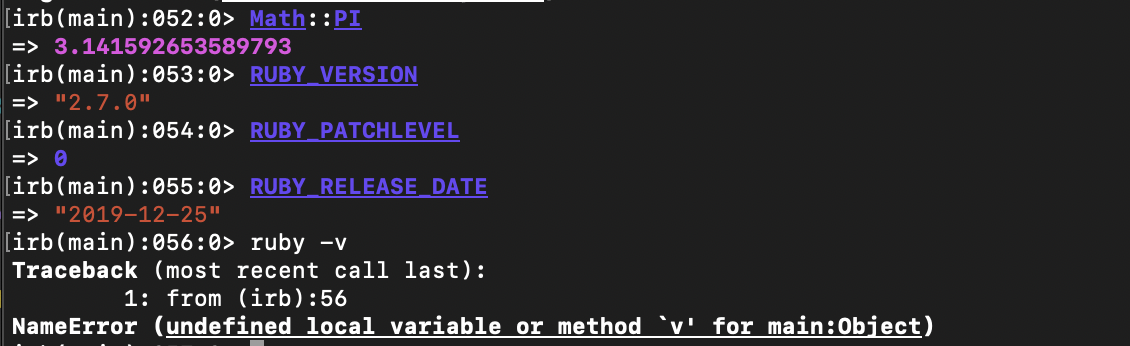 [irb(main):052:0> Math::PI
=> 3.141592653589793
[irb(main):053:0> RUBY_VERSION
=> "2.7.0"
[irb(main):054:0> RUBY_PATCHLEVEL
=> 0
[irb(main):055:0> RUBY_RELEASE_DATE
=> "2019-12-25"
[irb(main):056:0> ruby -v
Traceback (most recent call last):
        1: from (irb):56
NameError (undefined local variable or method `v' for main:Object)